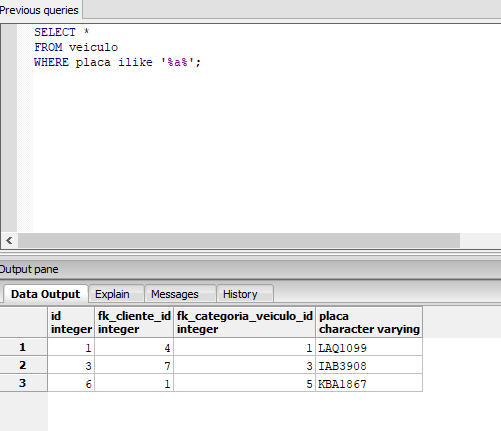 Previous queries
SELECT *
FROM veiculo
WHERE placa ilike '%a%';
Output pane
Data Output Explain Messages History
id integer fk_cliente_id integer fk_categoria_veiculo_id integer placa character varying
1 1 4 1 LAQ1099
2 3 7 3 IAB3908
3 6 1 5 KBA1867